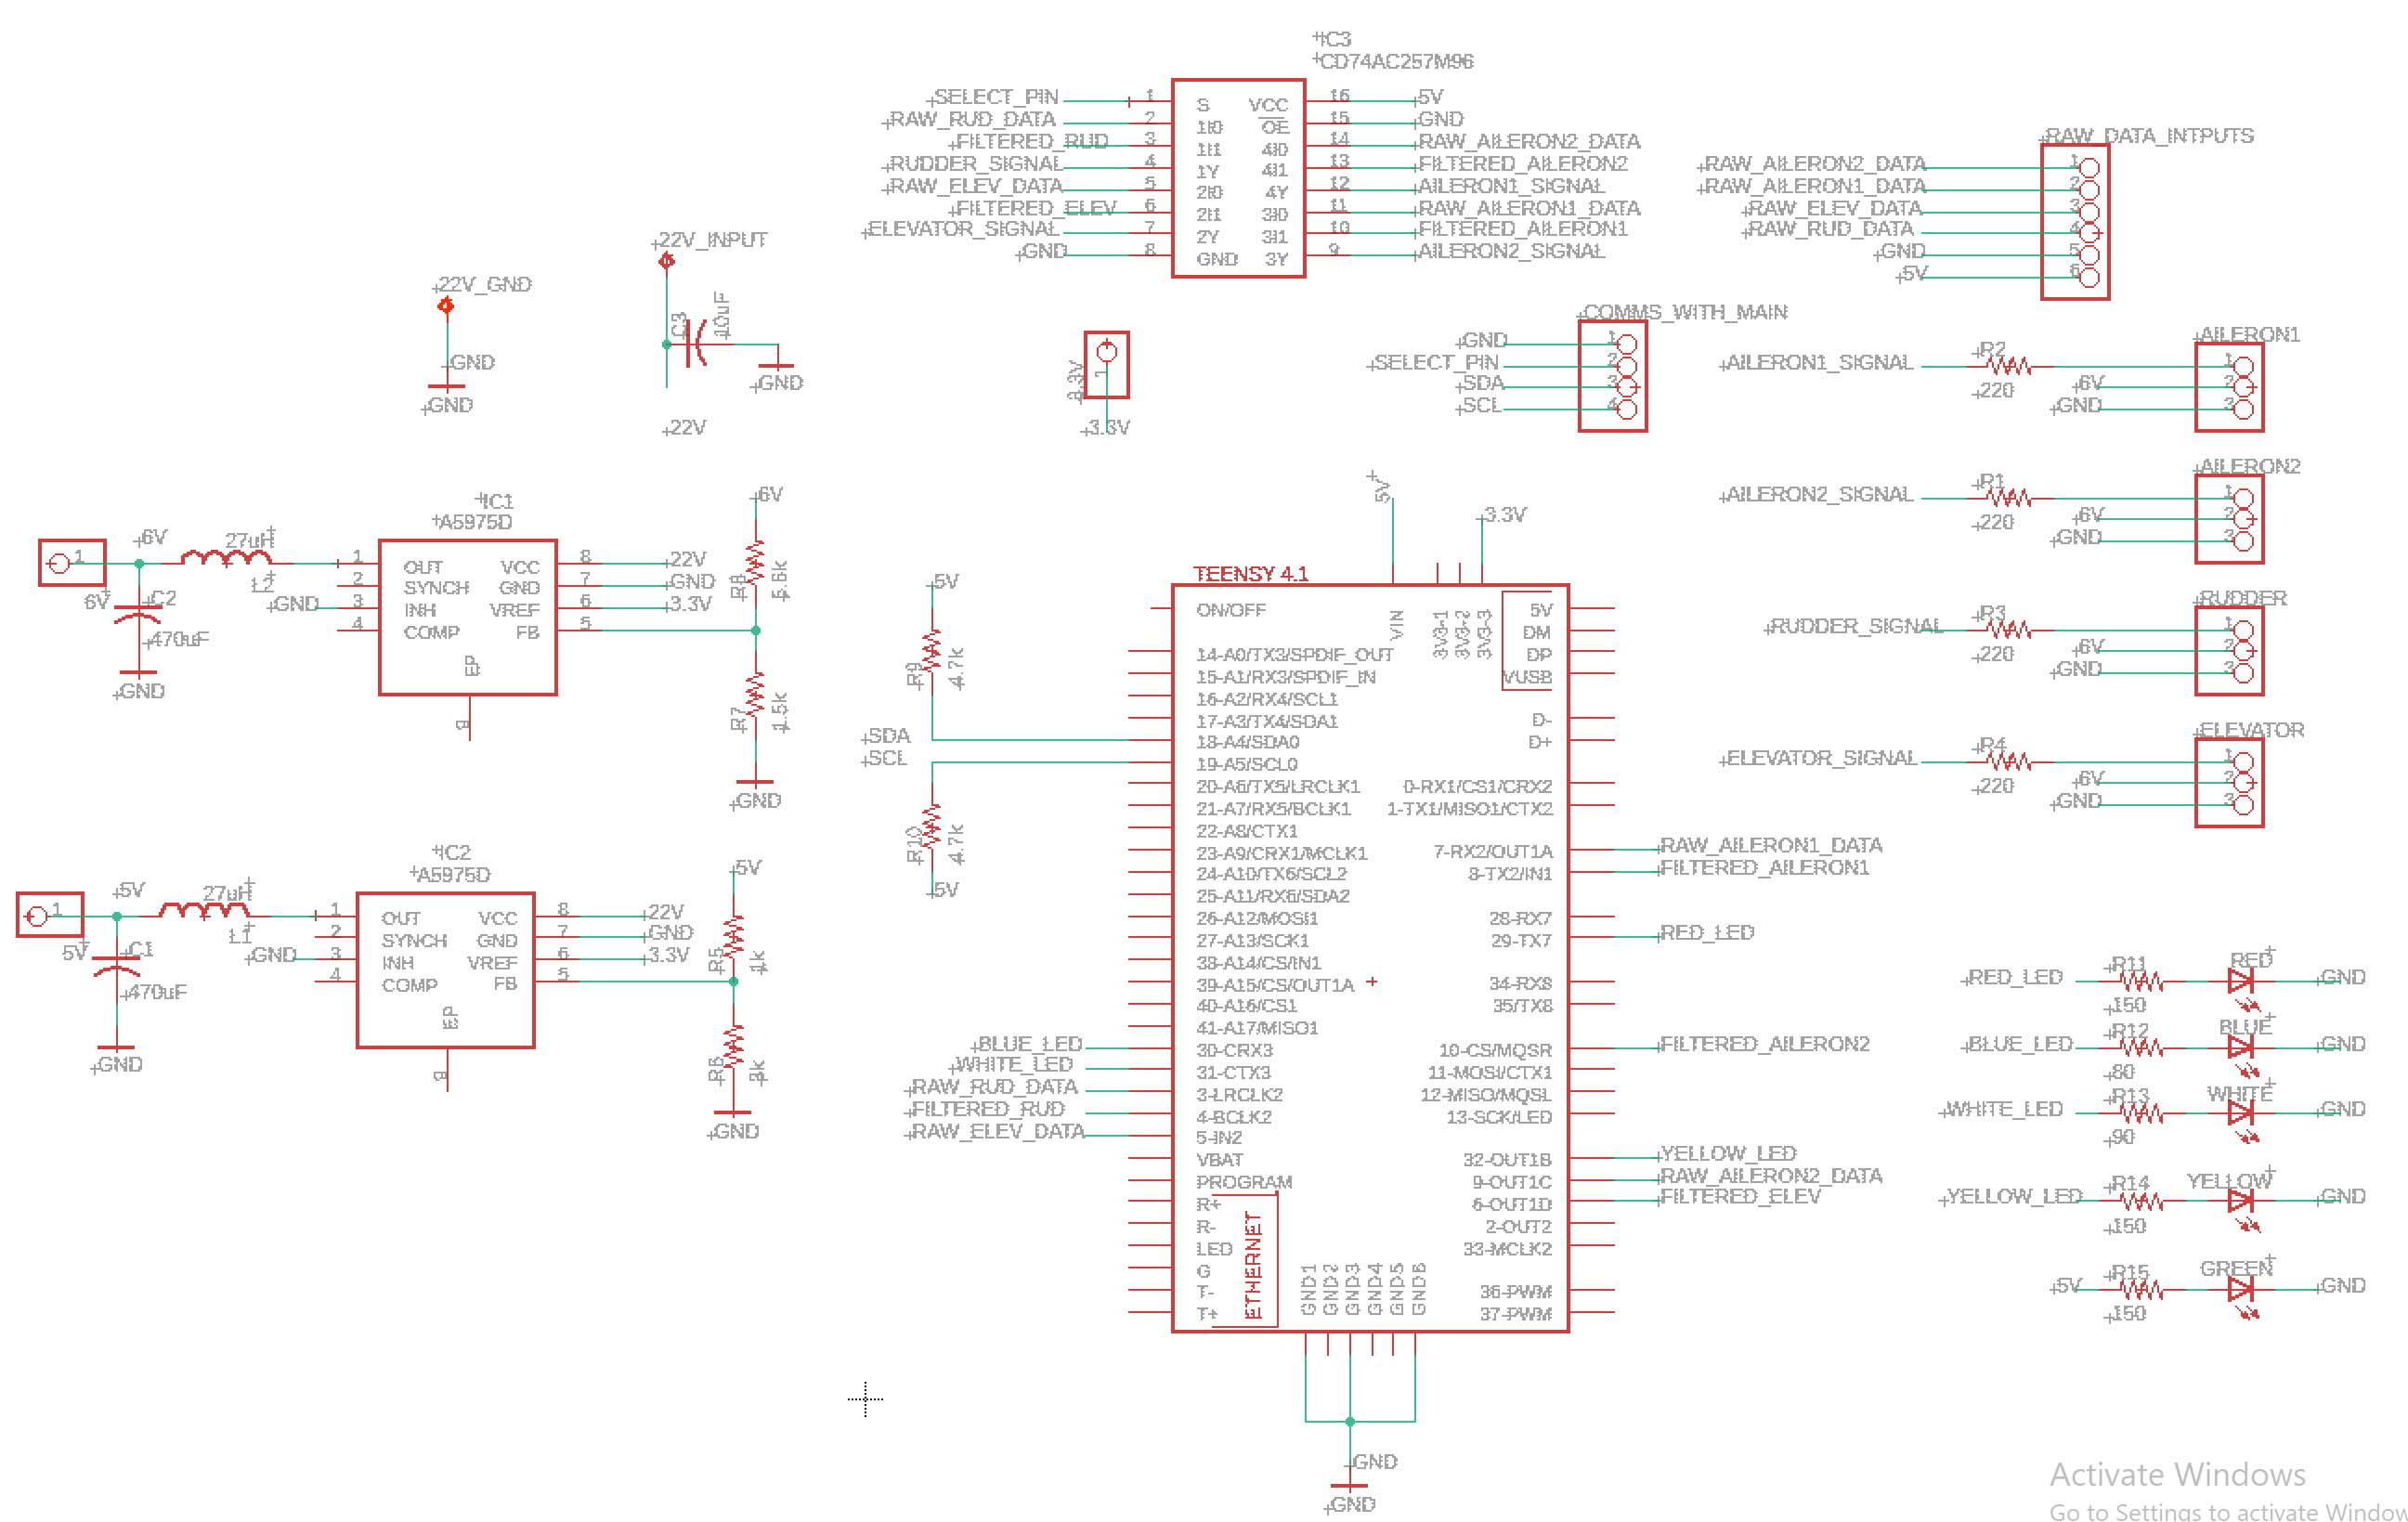 IC3
CD74AC257M96
SELECT_PIN 1 S VCC 16 5V
RAW_RUD_DATA 2 1I0 OE 15 GND
FILTERED_RUD 3 1I1 4I0 14 RAW_AILERON2_DATA
RUDDER_SIGNAL 4 1Y 4I1 13 FILTERED_AILERON2
RAW_ELEV_DATA 5 2I0 4Y 12 AILERON1_SIGNAL
FILTERED_ELEV 6 2I1 3I0 11 RAW_AILERON1_DATA
ELEVATOR_SIGNAL 7 2Y 3I1 10 FILTERED_AILERON1
GND 8 GND 3Y 9 AILERON2_SIGNAL
RAW_DATA_INTPUTS
RAW_AILERON2_DATA 1
RAW_AILERON1_DATA 2
RAW_ELEV_DATA 3
RAW_RUD_DATA 4
GND 5
5V 6
22V_GND
GND
GND
22V_INPUT
C3 10uF
GND
22V
3.3V
1
3.3V
COMMS_WITH_MAIN
GND 1
SELECT_PIN 2
SDA 3
SCL 4
AILERON1
AILERON1_SIGNAL R2 220 1
6V 2
GND 3
AILERON2
AILERON2_SIGNAL R1 220 1
6V 2
GND 3
RUDDER
RUDDER_SIGNAL R3 220 1
6V 2
GND 3
ELEVATOR
ELEVATOR_SIGNAL R4 220 1
6V 2
GND 3
IC1
A5975D
1 6V 27uH L2
6V C2 470uF
GND
1 OUT VCC 8 22V
2 SYNCH GND 7 GND
GND 3 INH VREF 6 3.3V
4 COMP FB 5
EP
9
6V
R8 5.6k
R7 1.5k
GND
IC2
A5975D
1 5V 27uH L1
5V C1 470uF
GND
1 OUT VCC 8 22V
2 SYNCH GND 7 GND
GND 3 INH VREF 6 3.3V
4 COMP FB 5
EP
9
5V
R5 1k
R6 3k
GND
5V
R9 4.7k
SDA
SCL
R10 4.7k
5V
5V
3.3V
TEENSY 4.1
VIN 3V3-1 3V3-2 3V3-3
ON/OFF 5V
DM
14-A0/TX3/SPDIF_OUT DP
15-A1/RX3/SPDIF_IN VUSB
16-A2/RX4/SCL1
17-A3/TX4/SDA1 D-
18-A4/SDA0 D+
19-A5/SCL0
20-A6/TX5/LRCLK1 0-RX1/CS1/CRX2
21-A7/RX5/BCLK1 1-TX1/MISO1/CTX2
22-A8/CTX1
23-A9/CRX1/MCLK1 7-RX2/OUT1A RAW_AILERON1_DATA
24-A10/TX6/SCL2 8-TX2/IN1 FILTERED_AILERON1
25-A11/RX6/SDA2
26-A12/MOSI1 28-RX7
27-A13/SCK1 29-TX7 RED_LED
38-A14/CS/IN1
39-A15/CS/OUT1A 34-RX8
40-A16/CS1 35/TX8
41-A17/MISO1
BLUE_LED 30-CRX3 10-CS/MQSR FILTERED_AILERON2
WHITE_LED 31-CTX3 11-MOSI/CTX1
RAW_RUD_DATA 3-LRCLK2 12-MISO/MQSL
FILTERED_RUD 4-BCLK2 13-SCK/LED
RAW_ELEV_DATA 5-IN2
VBAT 32-OUT1B YELLOW_LED
PROGRAM 9-OUT1C RAW_AILERON2_DATA
R+ 6-OUT1D FILTERED_ELEV
R- 2-OUT2
LED 33-MCLK2
G
T- 36-PWM
T+ 37-PWM
ETHERNET
GND1 GND2 GND3 GND4 GND5 GND6
GND
GND
RED_LED R11 150 RED GND
BLUE_LED R12 80 BLUE GND
WHITE_LED R13 90 WHITE GND
YELLOW_LED R14 150 YELLOW GND
5V R15 150 GREEN GND
Activate Windows
Go to Settings to activate Window